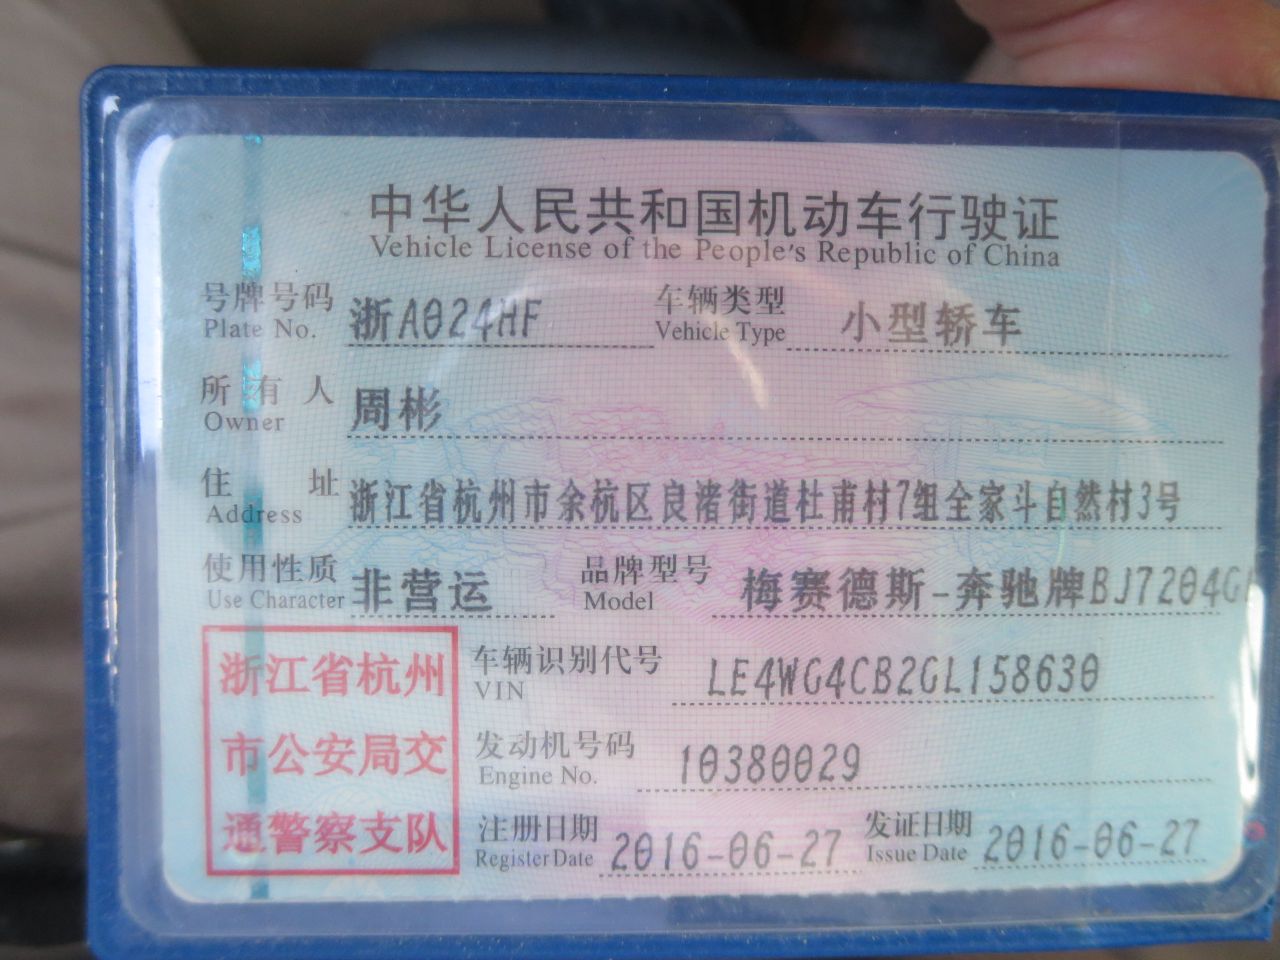 中华人民共和国机动车行驶证
Vehicle License of the People's Republic of China
号牌号码 浙A024HF 车辆类型 小型轿车
Plate No. Vehicle Type
所有人 周彬
Owner
住址 浙江省杭州市余杭区良渚街道杜甫村7组全家斗自然村3号
Address
使用性质 非营运 品牌型号 梅赛德斯-奔驰牌BJ7204G
Use Character Model
浙江省杭州
市公安局交
通警察支队
车辆识别代号 LE4WG4CB2GL158630
VIN
发动机号码 10380029
Engine No.
注册日期 2016-06-27 发证日期 2016-06-27
Register Date Issue Date